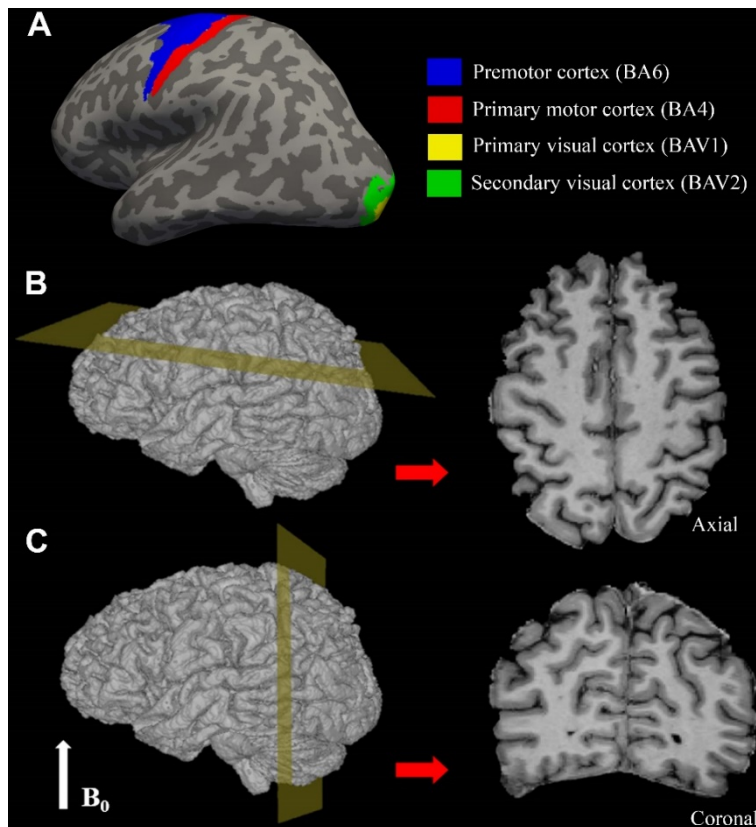 A
Premotor cortex (BA6)
Primary motor cortex (BA4)
Primary visual cortex (BAV1)
Secondary visual cortex (BAV2)
B
Axial
C
B₀
Coronal